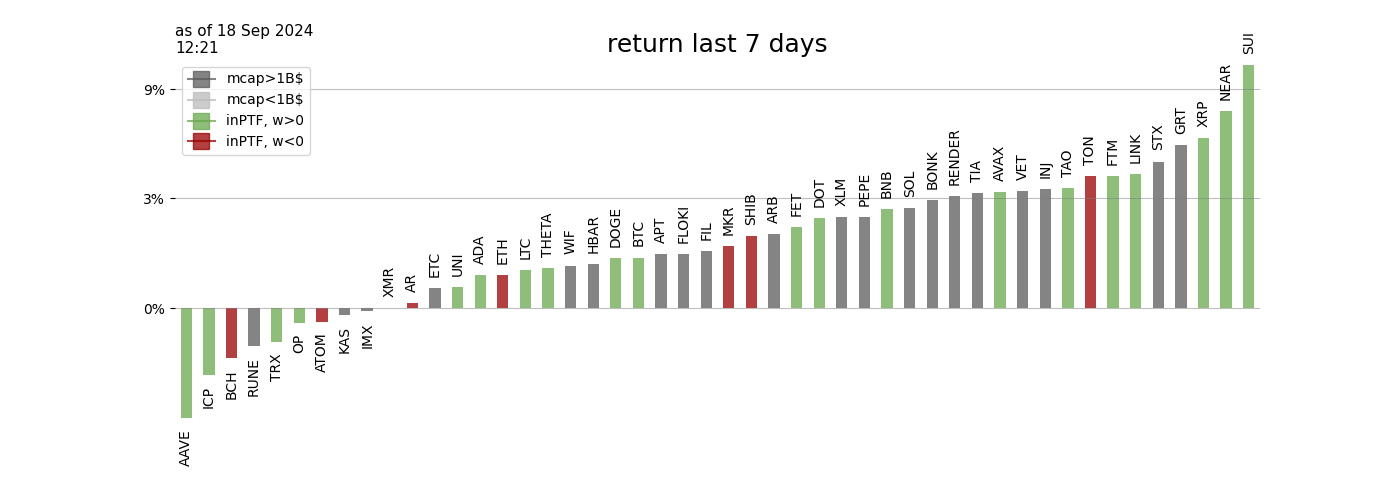 as of 18 Sep 2024
12:21
return last 7 days
mcap>1B$
mcap<1B$
inPTF, w>0
inPTF, w<0
9%
3%
0%
AAVE
ICP
BCH
RUNE
TRX
OP
ATOM
KAS
IMX
XMR
AR
ETC
UNI
ADA
ETH
LTC
THETA
WIF
HBAR
DOGE
BTC
APT
FLOKI
FIL
MKR
SHIB
ARB
FET
DOT
XLM
PEPE
BNB
SOL
BONK
RENDER
TIA
AVAX
VET
INJ
TAO
TON
FTM
LINK
STX
GRT
XRP
NEAR
SUI